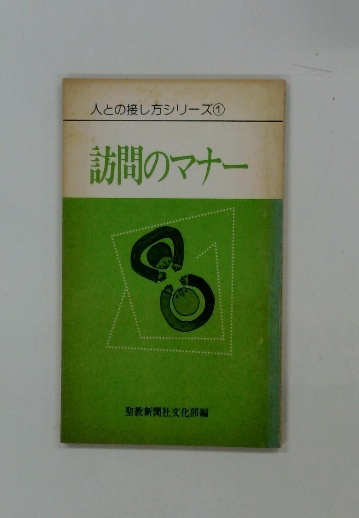 人との接し方シリーズ①
訪問のマナー
聖教新聞社文化部編